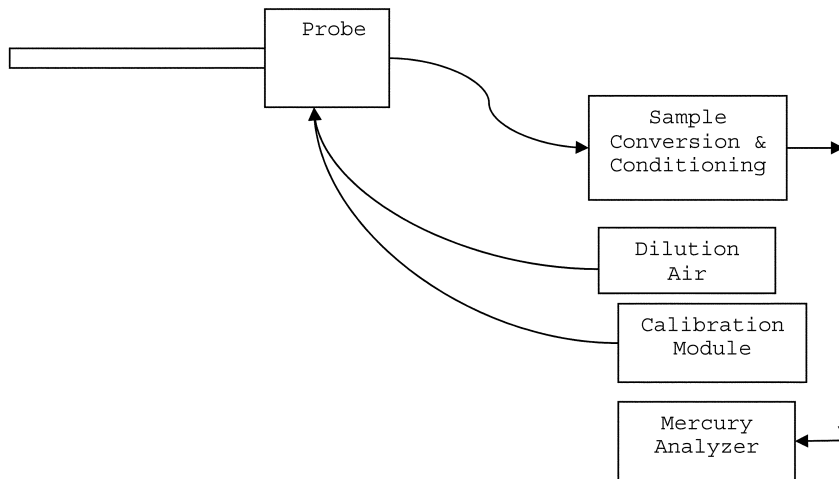 Probe
Sample
Conversion &
Conditioning
Dilution
Air
Calibration
Module
Mercury
Analyzer